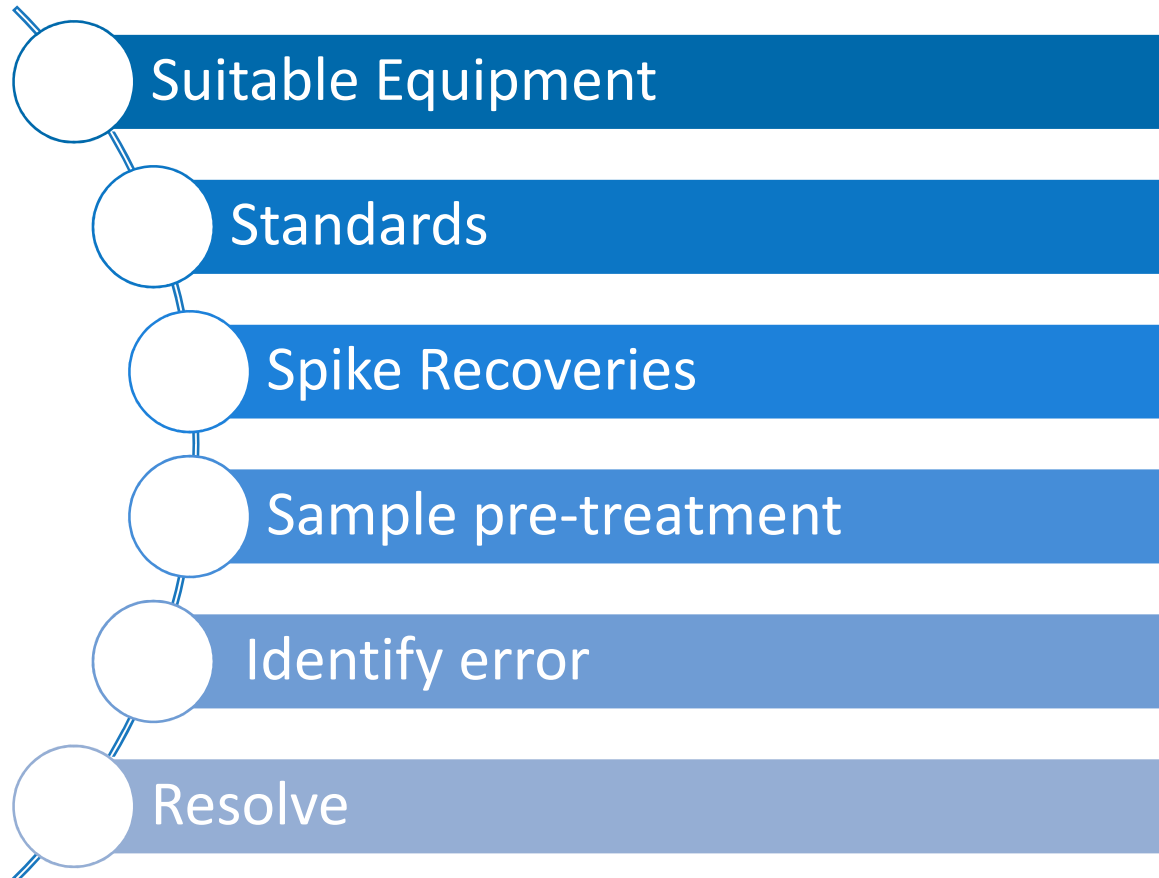 Suitable Equipment
Standards
Spike Recoveries
Sample pre-treatment
Identify error
Resolve